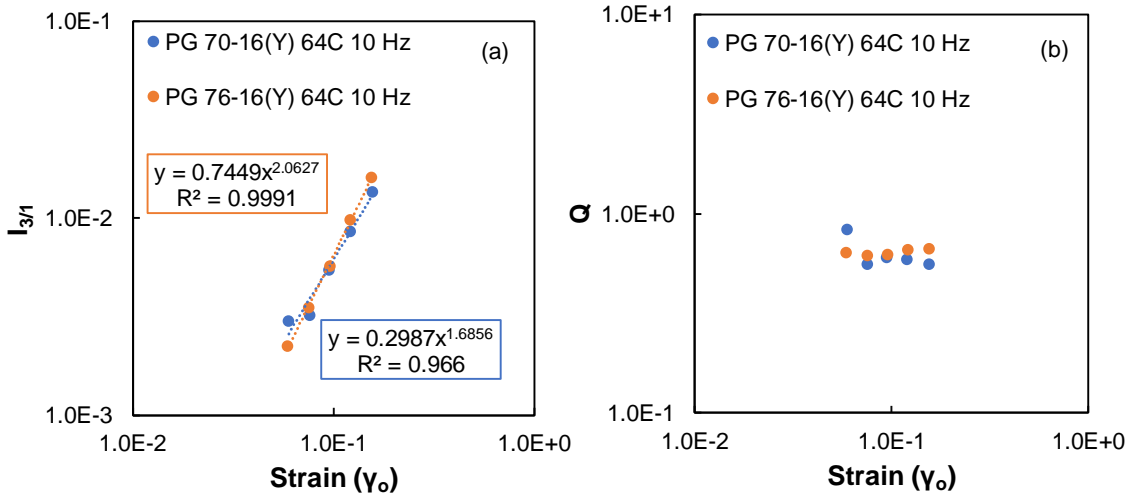 1.0E-1
PG 70-16(Y) 64C 10 Hz
(a)
PG 76-16(Y) 64C 10 Hz
y = 0.7449x^2.0627
R² = 0.9991
I3/1
1.0E-2
y = 0.2987x^1.6856
R² = 0.966
1.0E-3
1.0E-2 1.0E-1 1.0E+0
Strain (γo)
1.0E+1
PG 70-16(Y) 64C 10 Hz
(b)
PG 76-16(Y) 64C 10 Hz
Q
1.0E+0
1.0E-1
1.0E-2 1.0E-1 1.0E+0
Strain (γo)